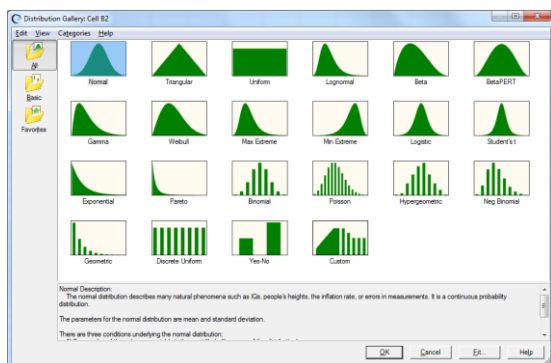 Distribution Gallery: Cell B2
Edit View Categories Help
All
Basic
Favorites
Normal Triangular Uniform Lognormal Beta BetaPERT
Gamma Weibull Max Extreme Min Extreme Logistic Student's t
Exponential Pareto Binomial Poisson Hypergeometric Neg Binomial
Geometric Discrete Uniform Yes-No Custom
Normal Description:
The normal distribution describes many natural phenomena such as IQs, people's heights, the inflation rate, or errors in measurements. It is a continuous probability
distribution.
The parameters for the normal distribution are mean and standard deviation.
There are three conditions underlying the normal distribution:
OK Cancel Fit... Help